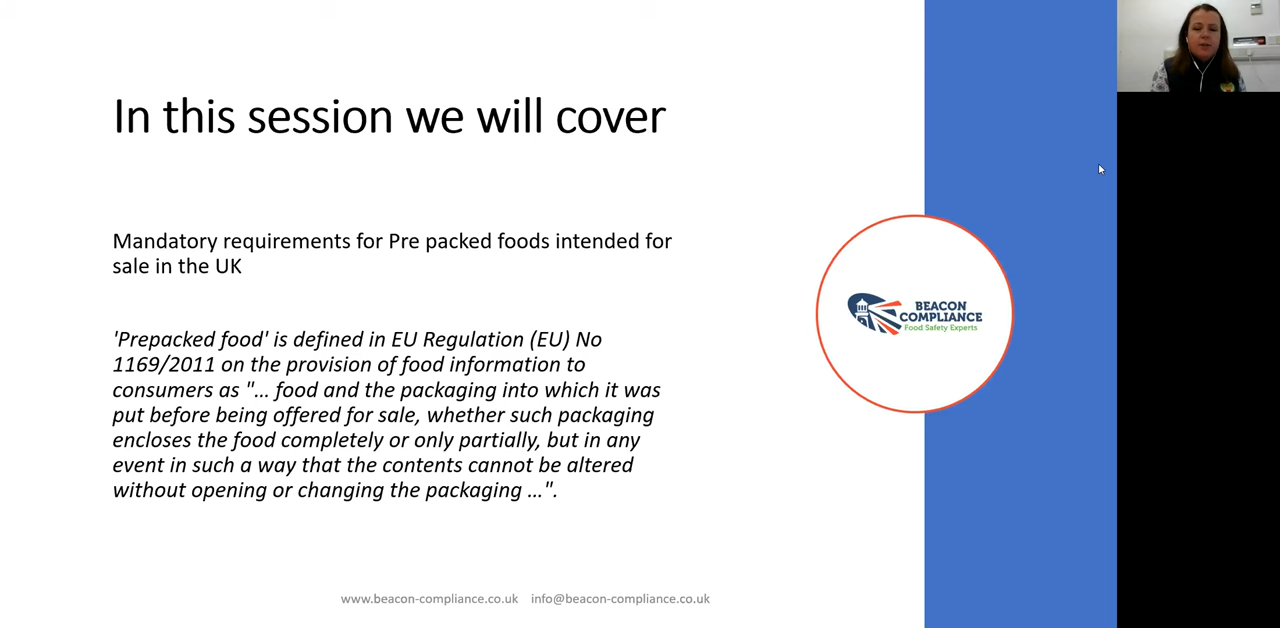 In this session we will cover
Mandatory requirements for Pre packed foods intended for
sale in the UK
'Prepacked food' is defined in EU Regulation (EU) No
1169/2011 on the provision of food information to
consumers as "... food and the packaging into which it was
put before being offered for sale, whether such packaging
encloses the food completely or only partially, but in any
event in such a way that the contents cannot be altered
without opening or changing the packaging ...".
BEACON
COMPLIANCE
Food Safety Experts
www.beacon-compliance.co.uk info@beacon-compliance.co.uk